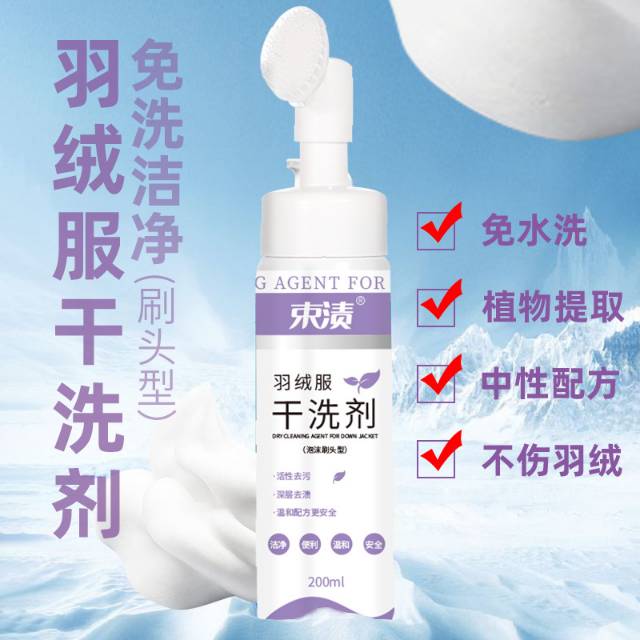 羽绒服干洗剂
免洗洁净(刷头型)
G AGENT FOR
束渍®
羽绒服
干洗剂
DRY CLEANING AGENT FOR DOWN JACKET
(泡沫刷头型)
·活性去污
·深层去渍
·温和配方更安全
洁净 便利 温和 安全
200ml
免水洗
植物提取
中性配方
不伤羽绒